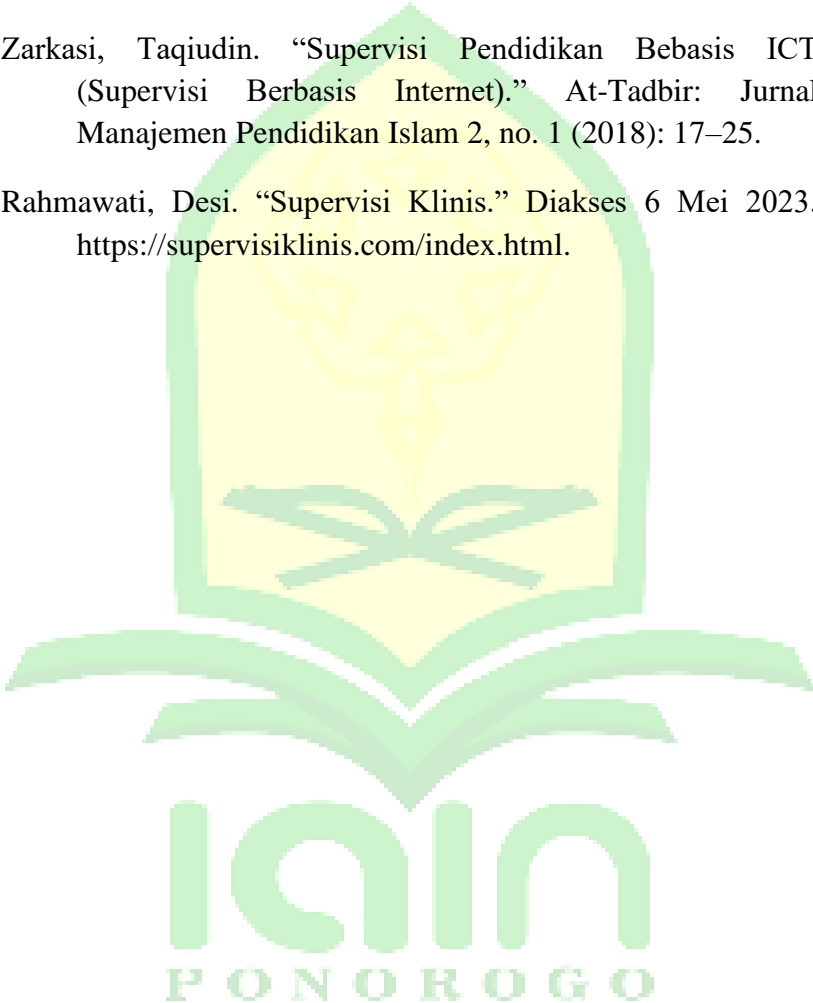 Zarkasi, Taqiudin. “Supervisi Pendidikan Bebasis ICT
(Supervisi Berbasis Internet).” At-Tadbir: Jurnal
Manajemen Pendidikan Islam 2, no. 1 (2018): 17–25.
Rahmawati, Desi. “Supervisi Klinis.” Diakses 6 Mei 2023.
https://supervisiklinis.com/index.html.
iain
PONOROGO